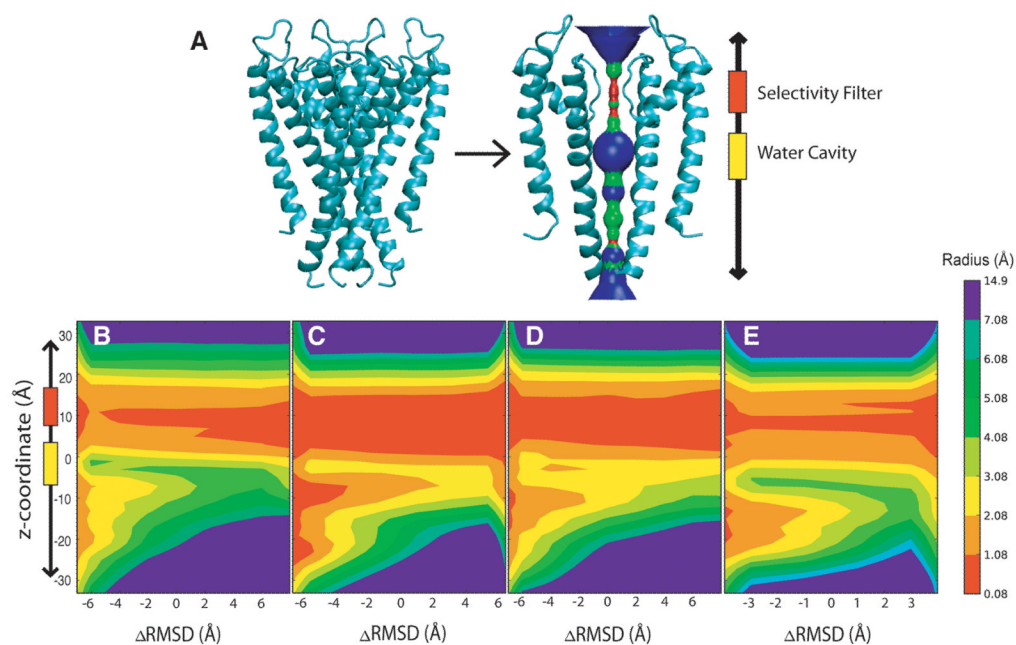 A
Selectivity Filter
Water Cavity
Radius (Å)
14.9
7.08
6.08
5.08
4.08
3.08
2.08
1.08
0.08
B
C
D
E
z-coordinate (Å)
30
20
10
0
-10
-20
-30
-6 -4 -2 0 2 4 6
-6 -4 -2 0 2 4 6
-6 -4 -2 0 2 4 6
-3 -2 -1 0 1 2 3
ΔRMSD (Å)
ΔRMSD (Å)
ΔRMSD (Å)
ΔRMSD (Å)